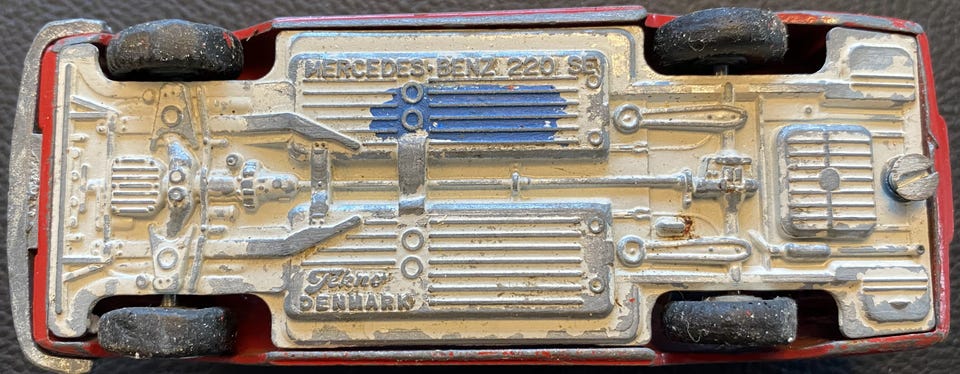 MERCEDES-BENZ 220 SE
Tekno
DENMARK